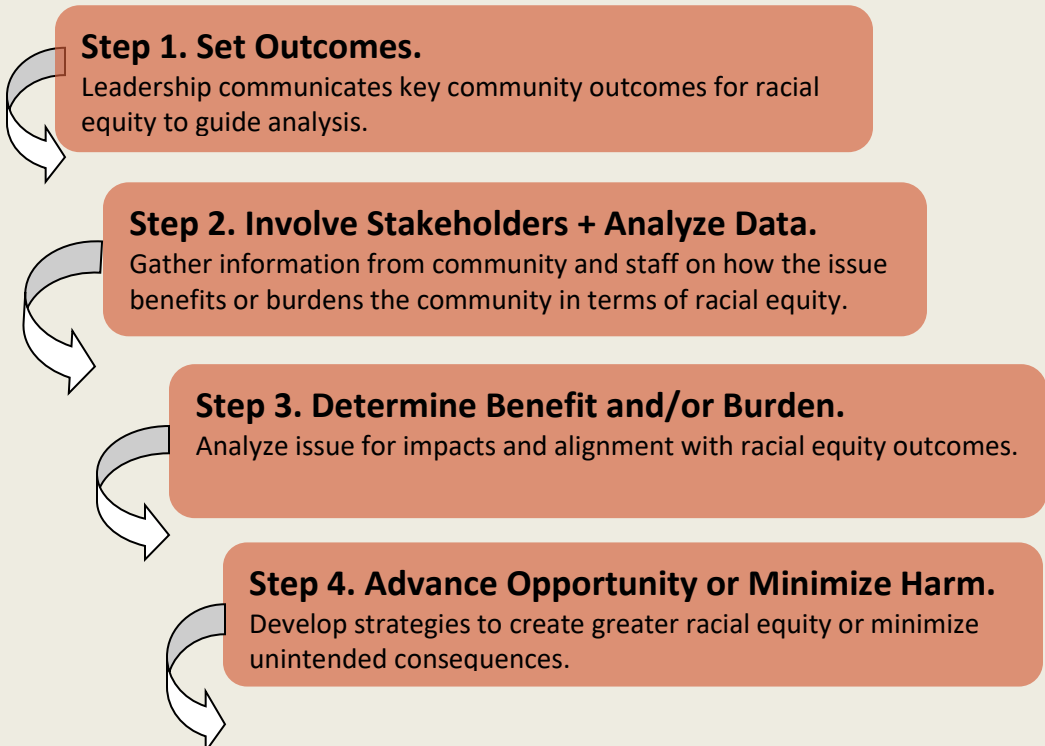 Step 1. Set Outcomes.
Leadership communicates key community outcomes for racial
equity to guide analysis.
Step 2. Involve Stakeholders + Analyze Data.
Gather information from community and staff on how the issue
benefits or burdens the community in terms of racial equity.
Step 3. Determine Benefit and/or Burden.
Analyze issue for impacts and alignment with racial equity outcomes.
Step 4. Advance Opportunity or Minimize Harm.
Develop strategies to create greater racial equity or minimize
unintended consequences.